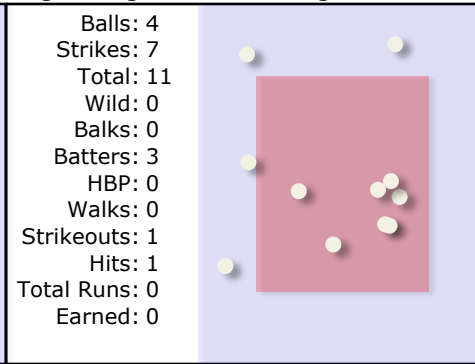 Balls: 4
Strikes: 7
Total: 11
Wild: 0
Balks: 0
Batters: 3
HBP: 0
Walks: 0
Strikeouts: 1
Hits: 1
Total Runs: 0
Earned: 0